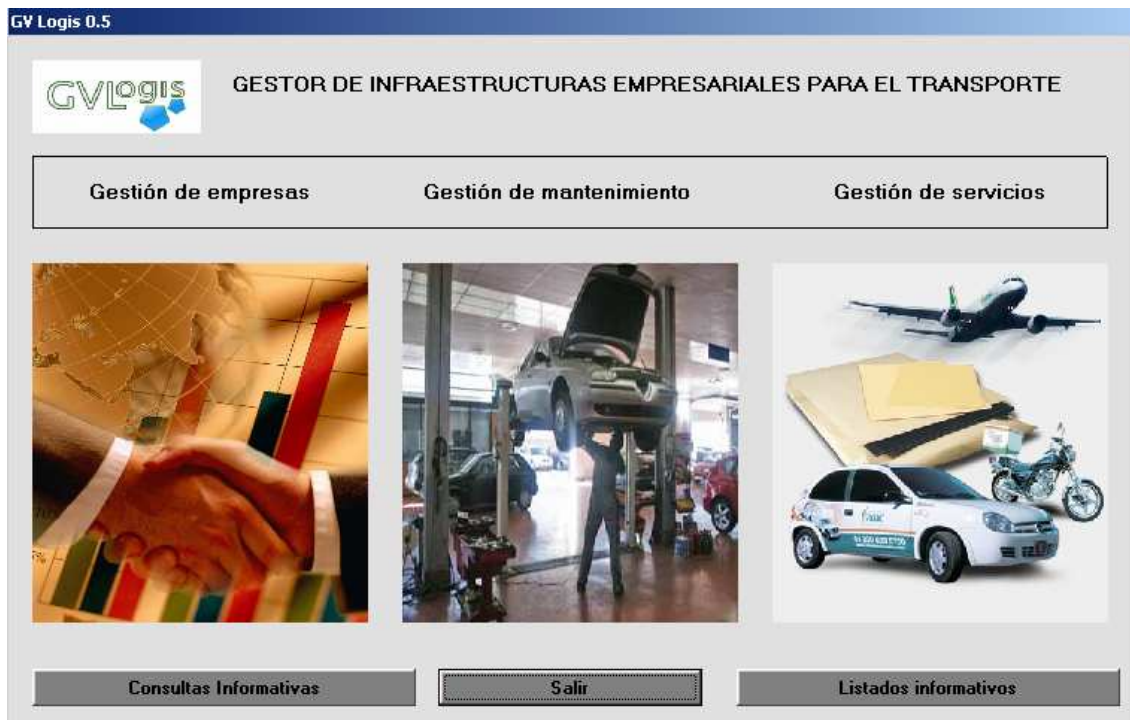 GV Logis 0.5
GVLogis
GESTOR DE INFRAESTRUCTURAS EMPRESARIALES PARA EL TRANSPORTE
Gestión de empresas
Gestión de mantenimiento
Gestión de servicios
Consultas Informativas
Salir
Listados informativos